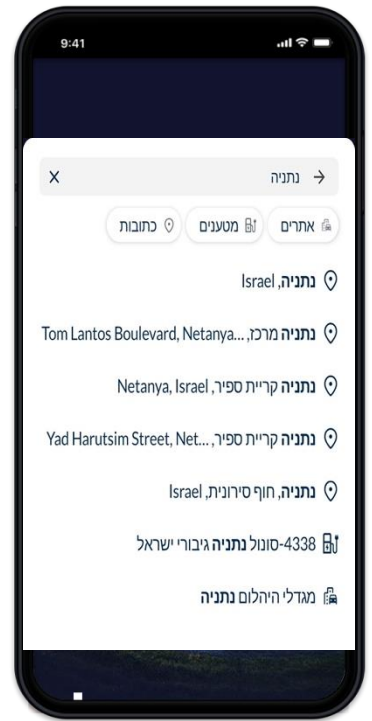 9:41
נתניה
אתרים מטענים כתובות
נתניה, Israel
נתניה מרכז, ...Tom Lantos Boulevard, Netanya
נתניה קריית ספיר, Netanya, Israel
נתניה קריית ספיר, ...Yad Harutsim Street, Net
נתניה, חוף סירונית, Israel
4338-סונול נתניה גיבורי ישראל
מגדלי היהלום נתניה